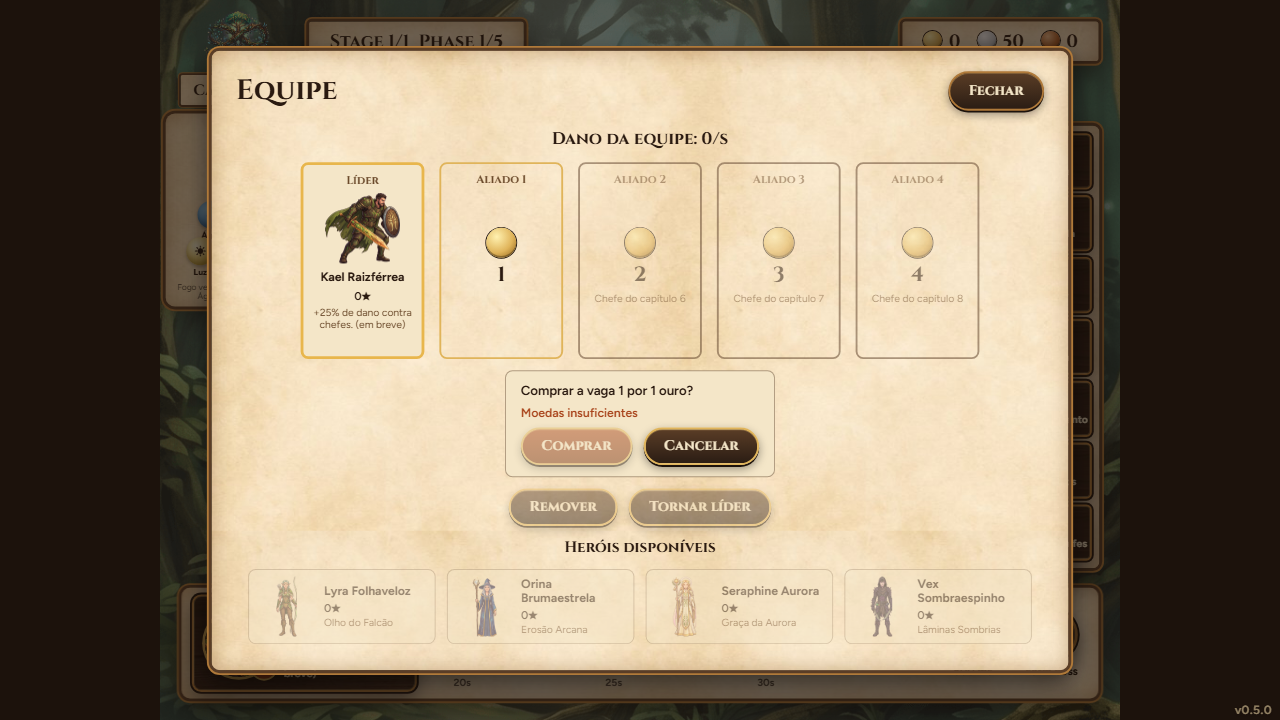 STAGE 1/1 PHASE 1/5
0 50 0
EQUIPE
FECHAR
DANO DA EQUIPE: 0/S
LÍDER
Kael Raizférrea
0★
+25% de dano contra
chefes. (em breve)
ALIADO 1
1
ALIADO 2
2
Chefe do capítulo 6
ALIADO 3
3
Chefe do capítulo 7
ALIADO 4
4
Chefe do capítulo 8
Comprar a vaga 1 por 1 ouro?
Moedas insuficientes
COMPRAR
CANCELAR
REMOVER
TORNAR LÍDER
HERÓIS DISPONÍVEIS
Lyra Folhaveloz
0★
Olho do Falcão
Orina
Brumaestrela
0★
Erosão Arcana
Seraphine Aurora
0★
Graça da Aurora
Vex
Sombraespinho
0★
Lâminas Sombrias
20s
25s
30s
v0.5.0